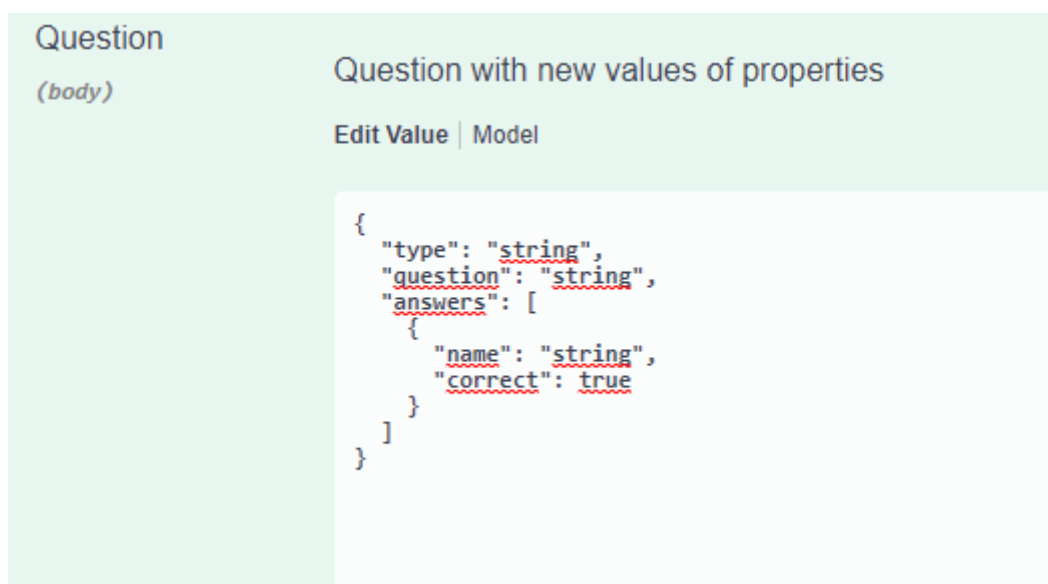 Question
(body)
Question with new values of properties
Edit Value | Model
{
  "type": "string",
  "question": "string",
  "answers": [
    {
      "name": "string",
      "correct": true
    }
  ]
}